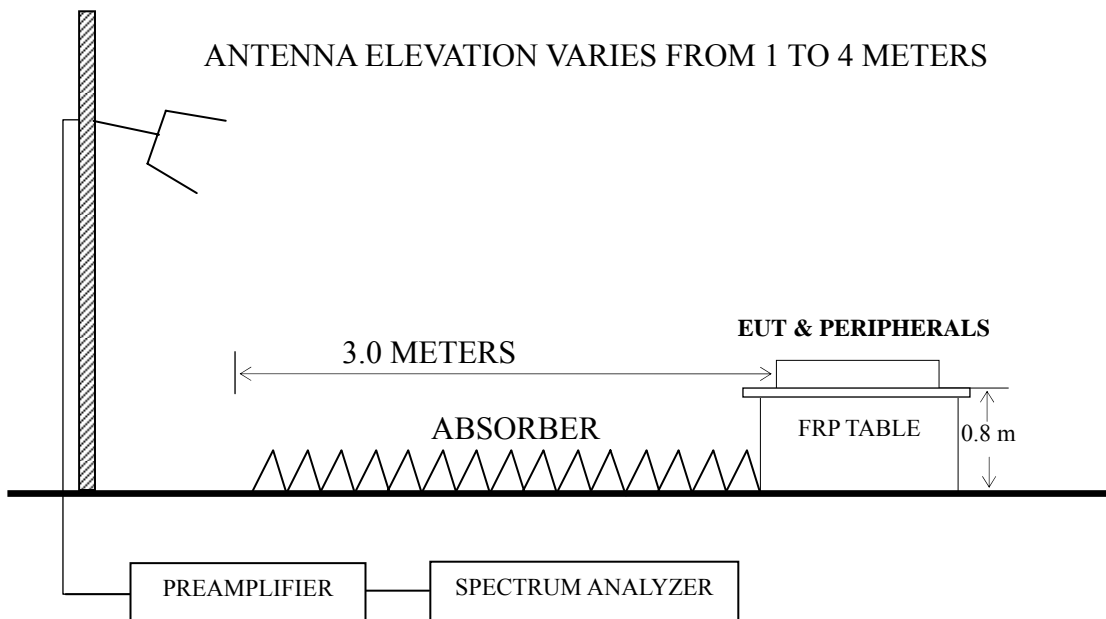 ANTENNA ELEVATION VARIES FROM 1 TO 4 METERS
EUT & PERIPHERALS
3.0 METERS
ABSORBER
FRP TABLE
0.8 m
PREAMPLIFIER
SPECTRUM ANALYZER